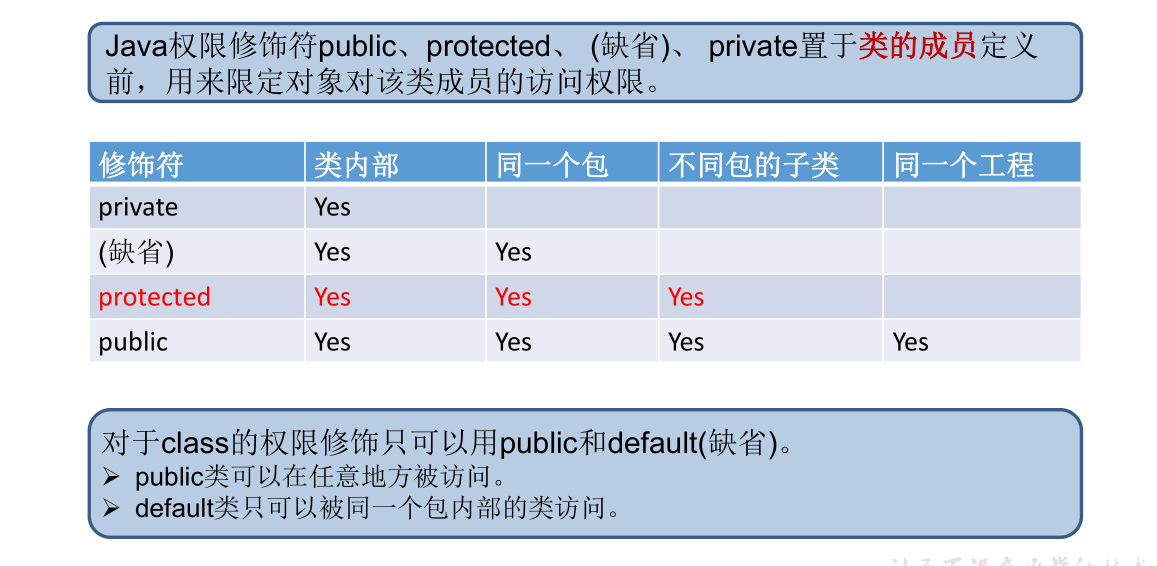 Java权限修饰符public、protected、 (缺省)、 private置于类的成员定义
前，用来限定对象对该类成员的访问权限。
修饰符 类内部 同一个包 不同包的子类 同一个工程
private Yes
(缺省) Yes Yes
protected Yes Yes Yes
public Yes Yes Yes Yes
对于class的权限修饰只可以用public和default(缺省)。
➢ public类可以在任意地方被访问。
➢ default类只可以被同一个包内部的类访问。